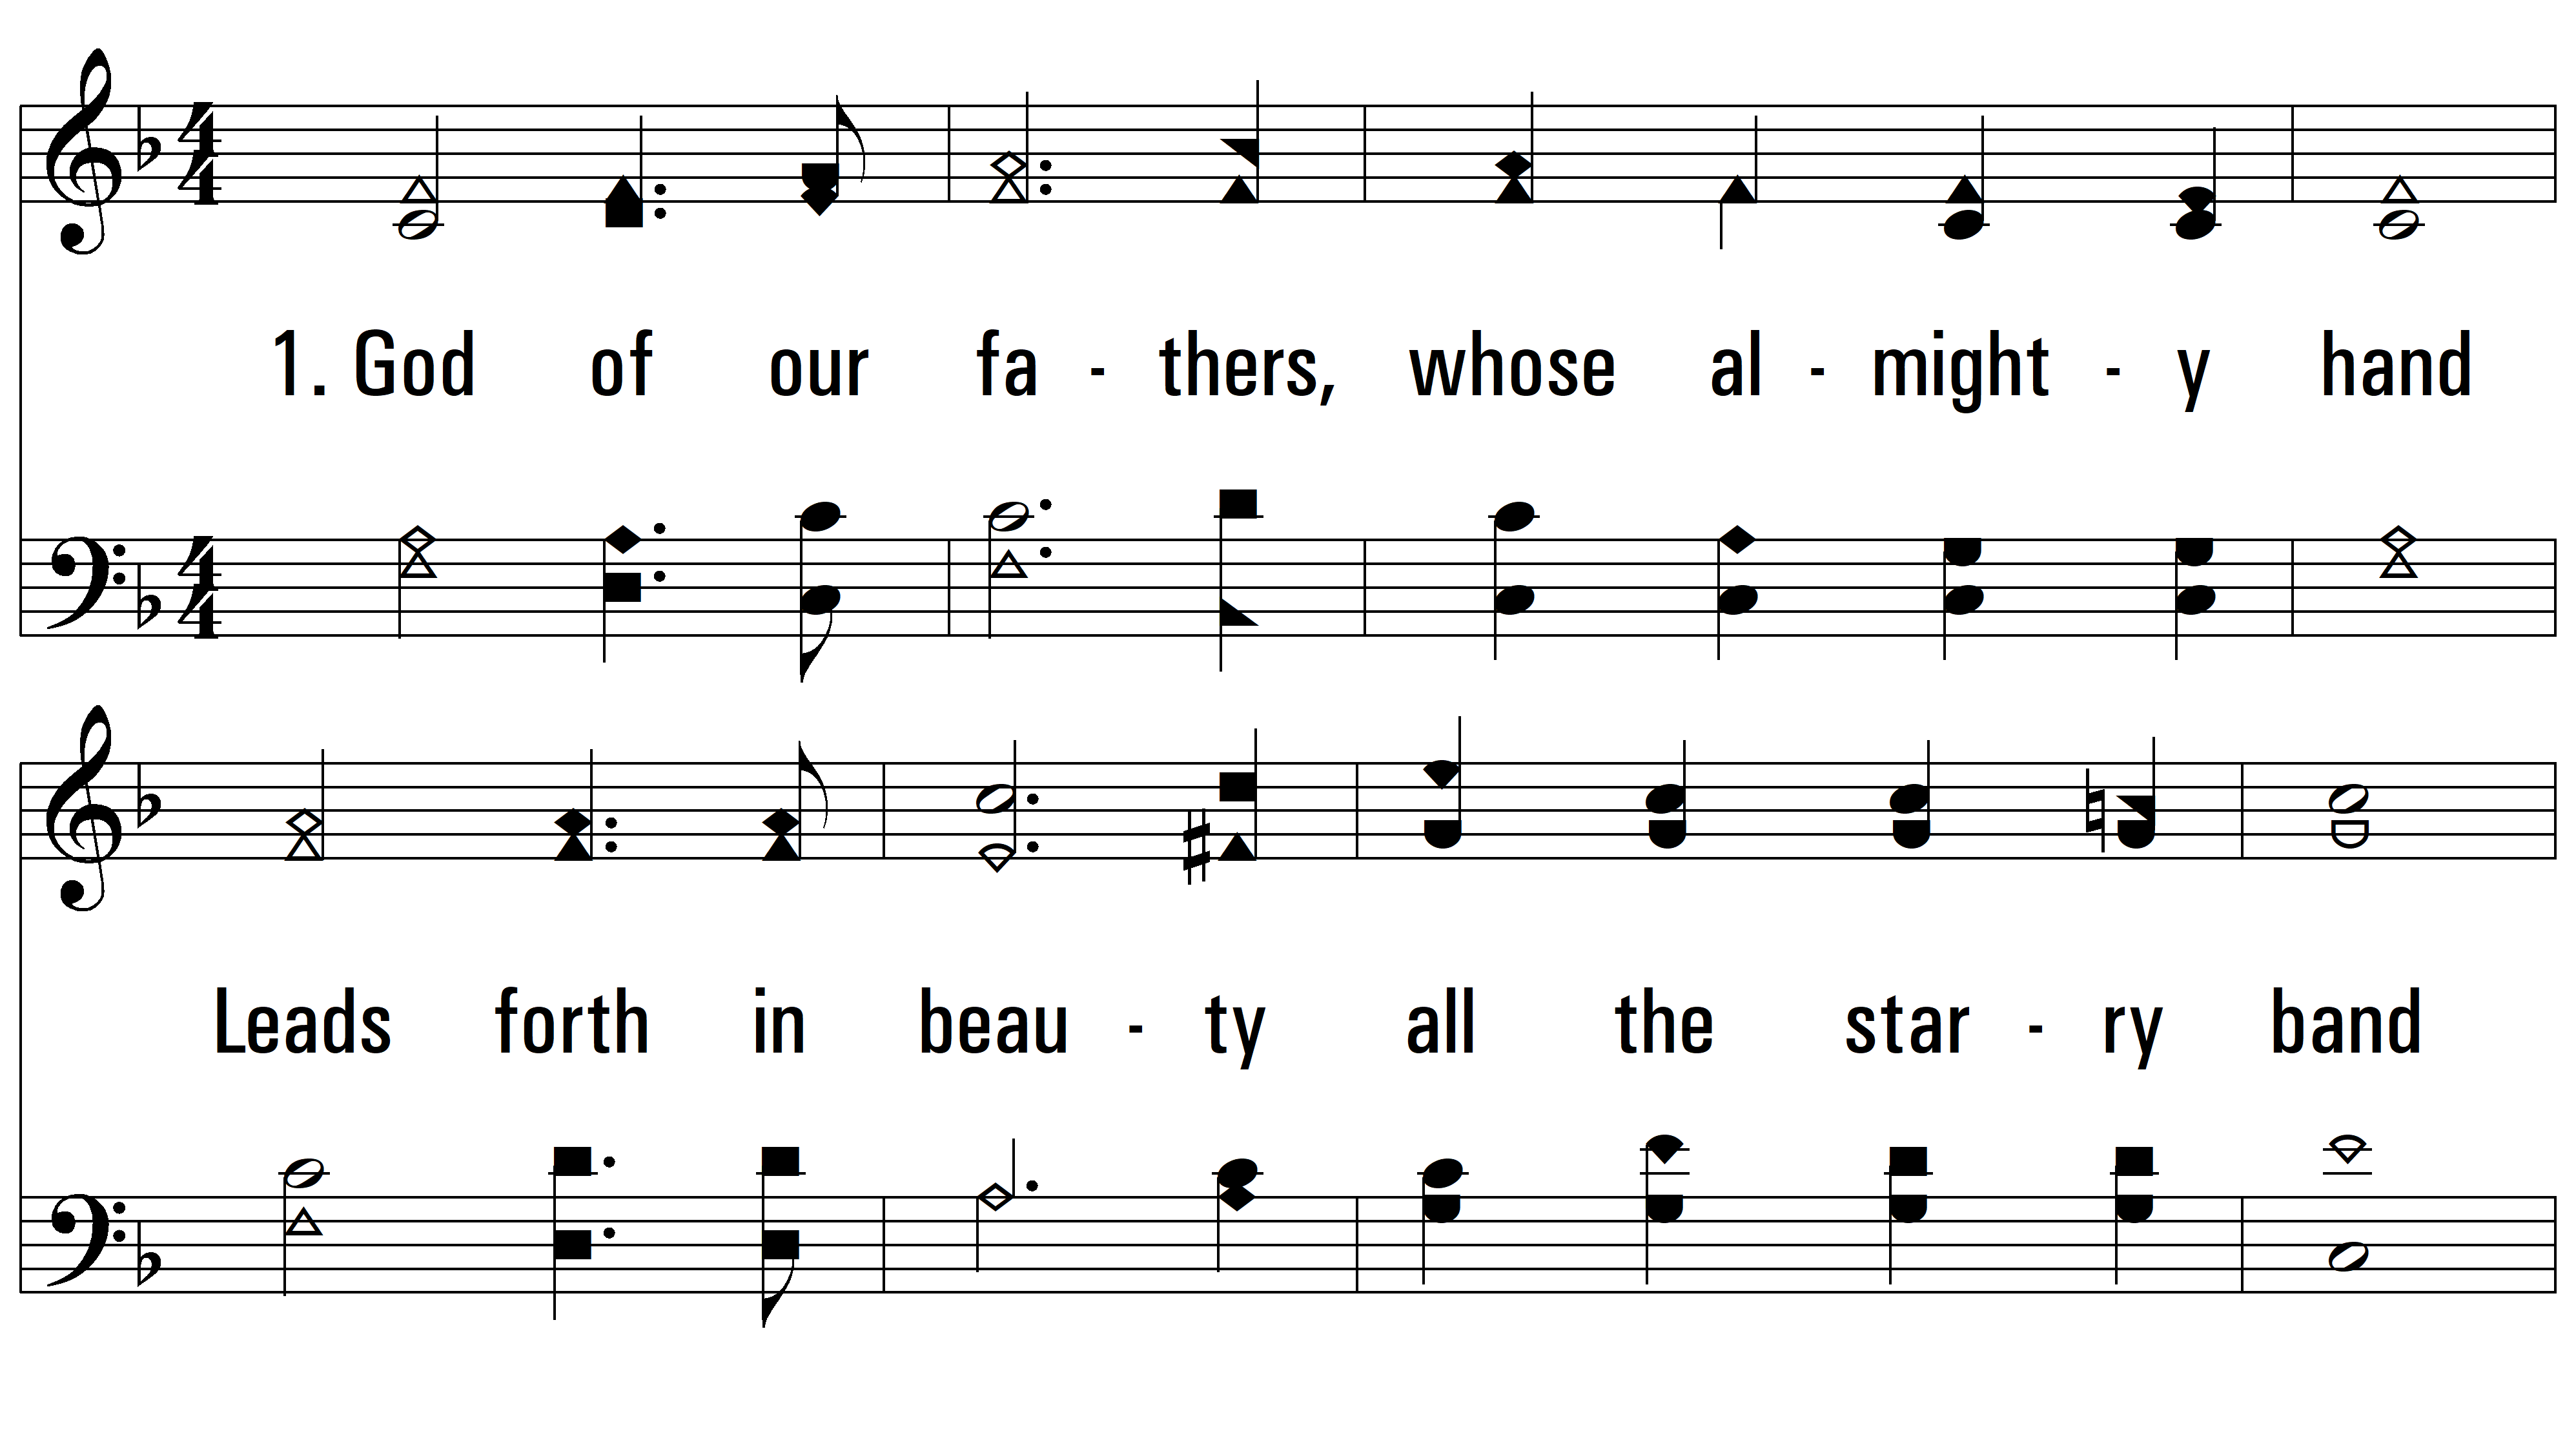 1. God of our fa - thers, whose al - might - y hand
Leads forth in beau - ty all the star - ry band